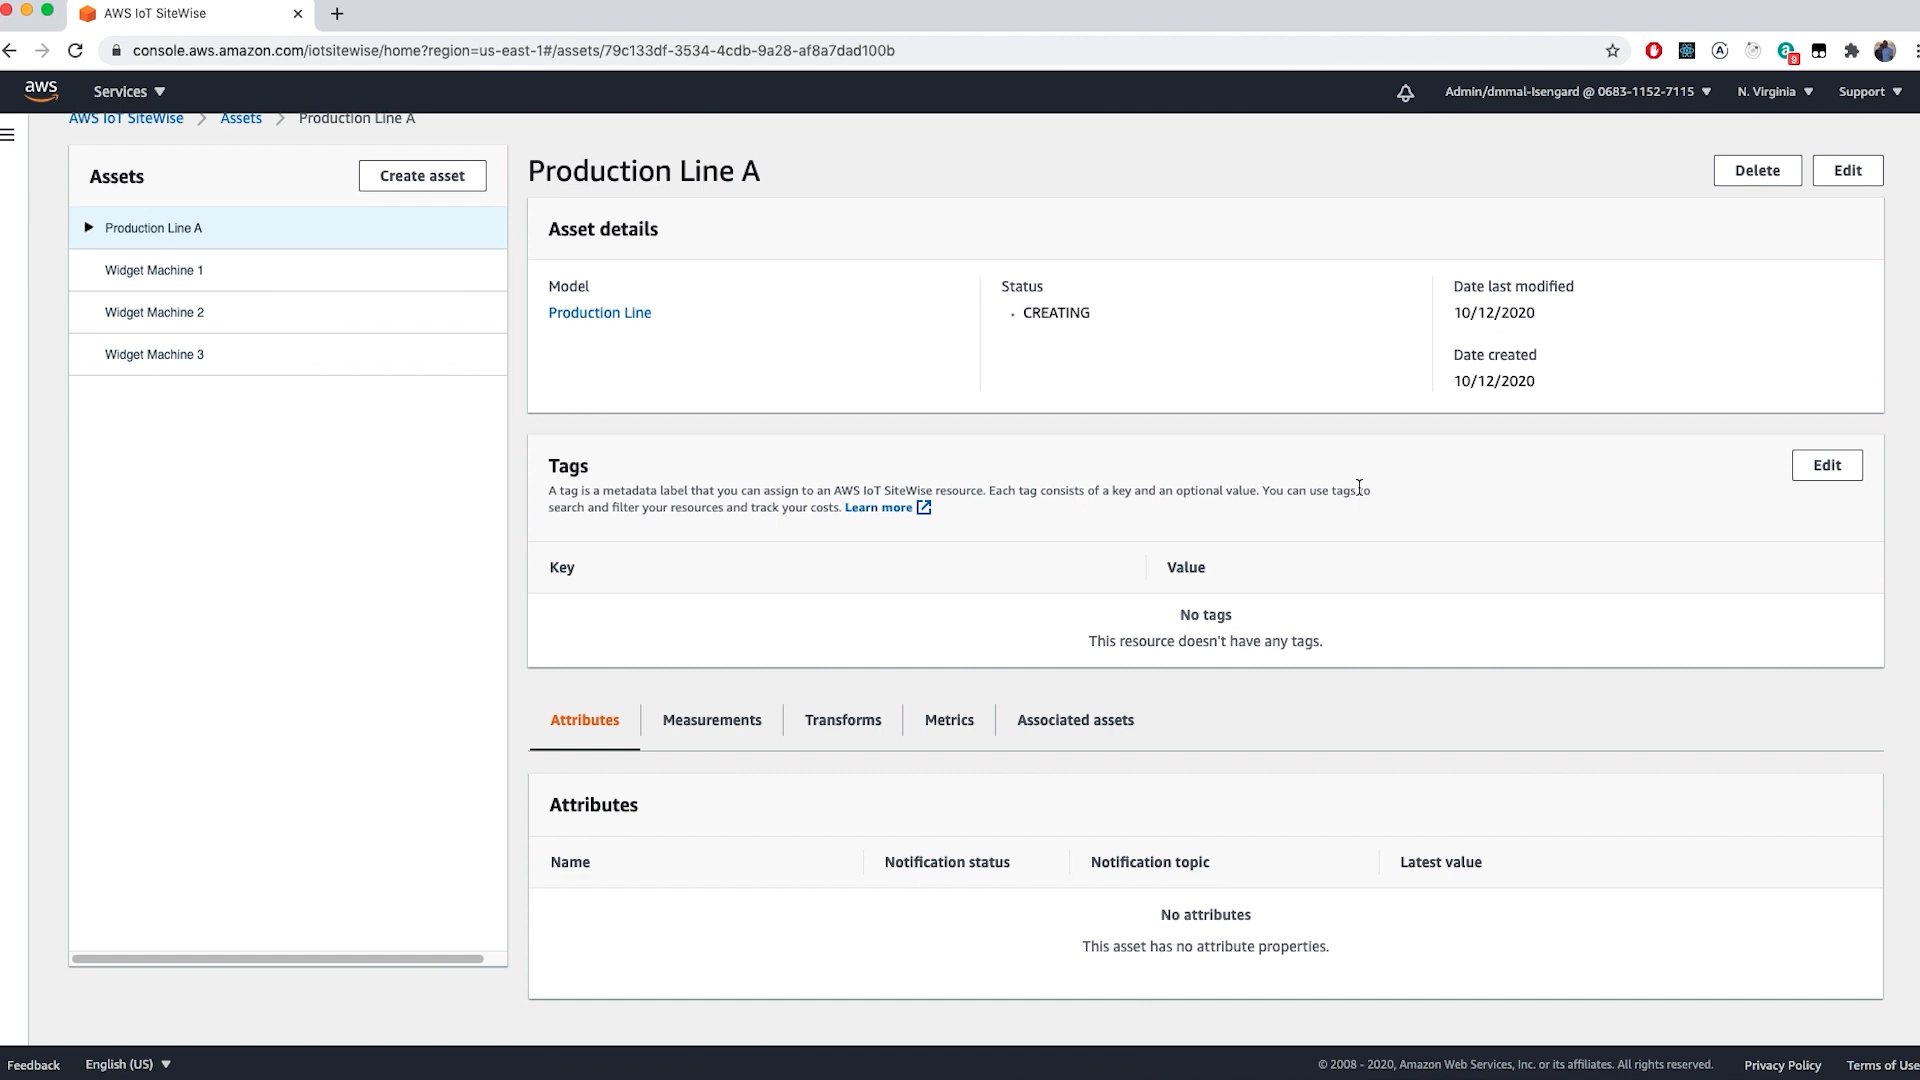 AWS IoT SiteWise
console.aws.amazon.com/iotsitewise/home?region=us-east-1#/assets/79c133df-3534-4cdb-9a28-af8a7dad100b
9
aws
Services
Admin/dmmal-Isengard @ 0683-1152-7115
N. Virginia
Support
AWS IoT SiteWise
Assets
Production Line A
Assets
Create asset
Production Line A
Widget Machine 1
Widget Machine 2
Widget Machine 3
Production Line A
Delete
Edit
Asset details
Model
Production Line
Status
CREATING
Date last modified
10/12/2020
Date created
10/12/2020
Tags
Edit
A tag is a metadata label that you can assign to an AWS IoT SiteWise resource. Each tag consists of a key and an optional value. You can use tags to
search and filter your resources and track your costs. Learn more
Key
Value
No tags
This resource doesn't have any tags.
Attributes
Measurements
Transforms
Metrics
Associated assets
Attributes
Name
Notification status
Notification topic
Latest value
No attributes
This asset has no attribute properties.
Feedback
English (US)
© 2008 - 2020, Amazon Web Services, Inc. or its affiliates. All rights reserved.
Privacy Policy
Terms of Use